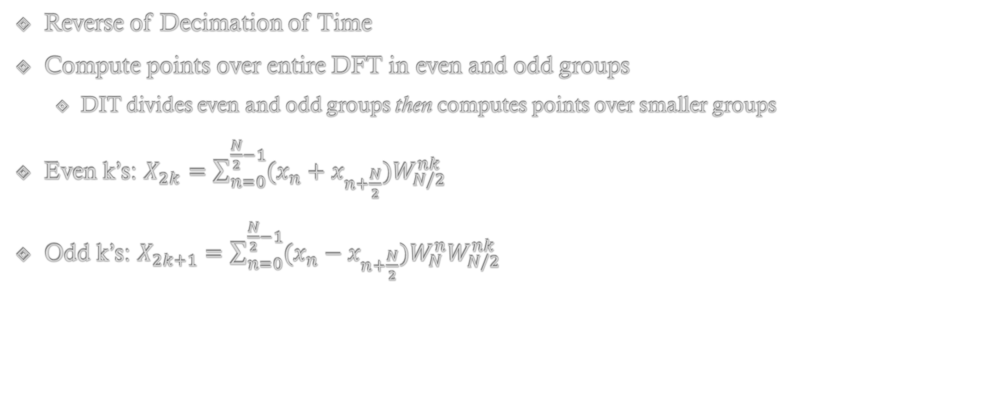 Reverse of Decimation of Time
Compute points over entire DFT in even and odd groups
DIT divides even and odd groups then computes points over smaller groups
Even k’s: $X_{2k} = \sum_{n=0}^{\frac{N}{2}-1}(x_n + x_{n+\frac{N}{2}})W_{N/2}^{nk}$
Odd k’s: $X_{2k+1} = \sum_{n=0}^{\frac{N}{2}-1}(x_n - x_{n+\frac{N}{2}})W_N^n W_{N/2}^{nk}$